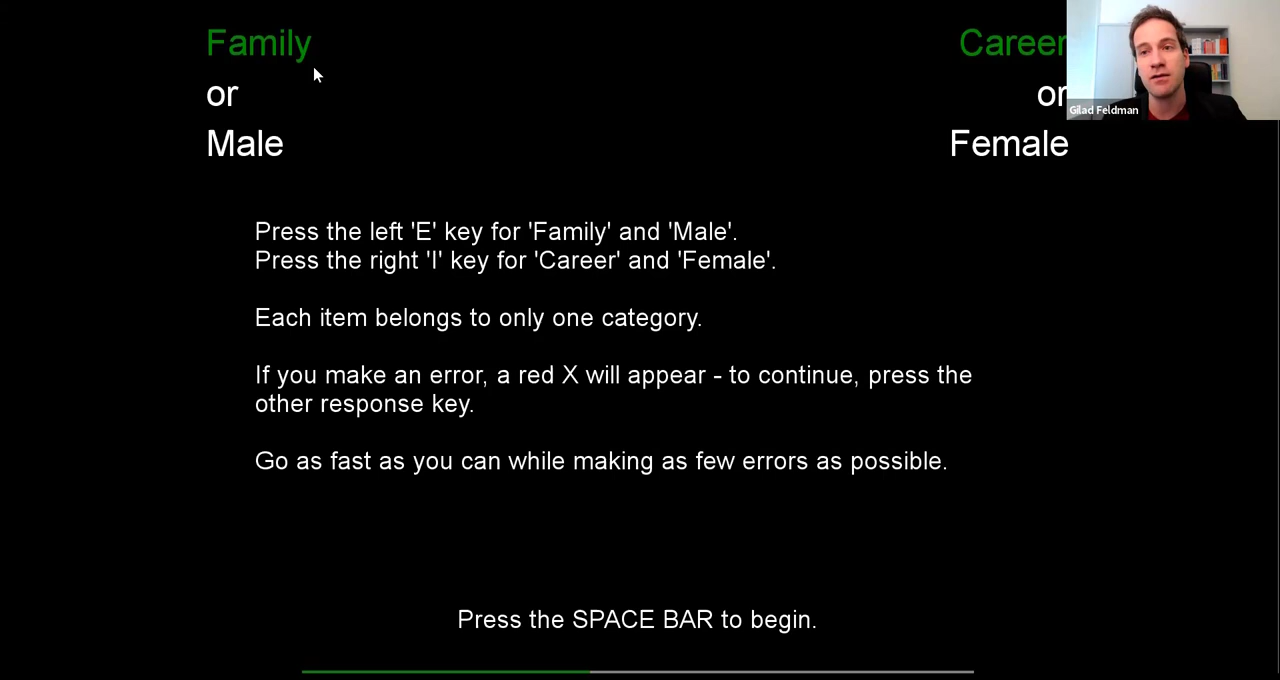 Family
Career
or
or
Male
Female
Gilad Feldman
Press the left 'E' key for 'Family' and 'Male'.
Press the right 'I' key for 'Career' and 'Female'.
Each item belongs to only one category.
If you make an error, a red X will appear - to continue, press the
other response key.
Go as fast as you can while making as few errors as possible.
Press the SPACE BAR to begin.